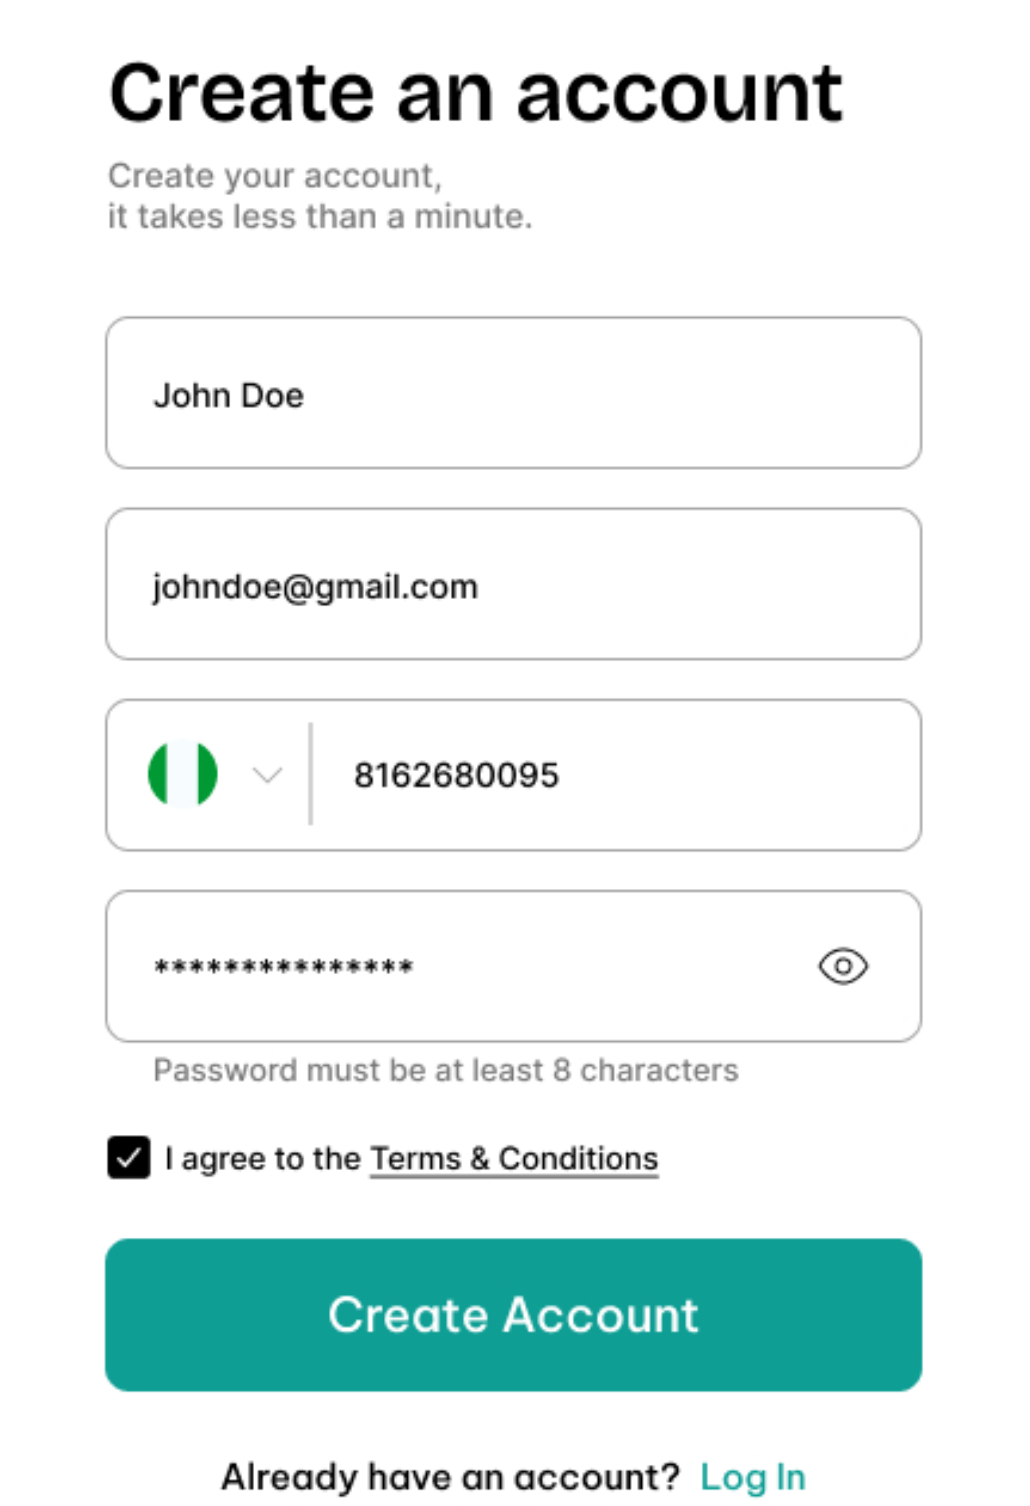 Create an account
Create your account,
it takes less than a minute.
John Doe
johndoe@gmail.com
8162680095
***************
Password must be at least 8 characters
I agree to the Terms & Conditions
Create Account
Already have an account? Log In